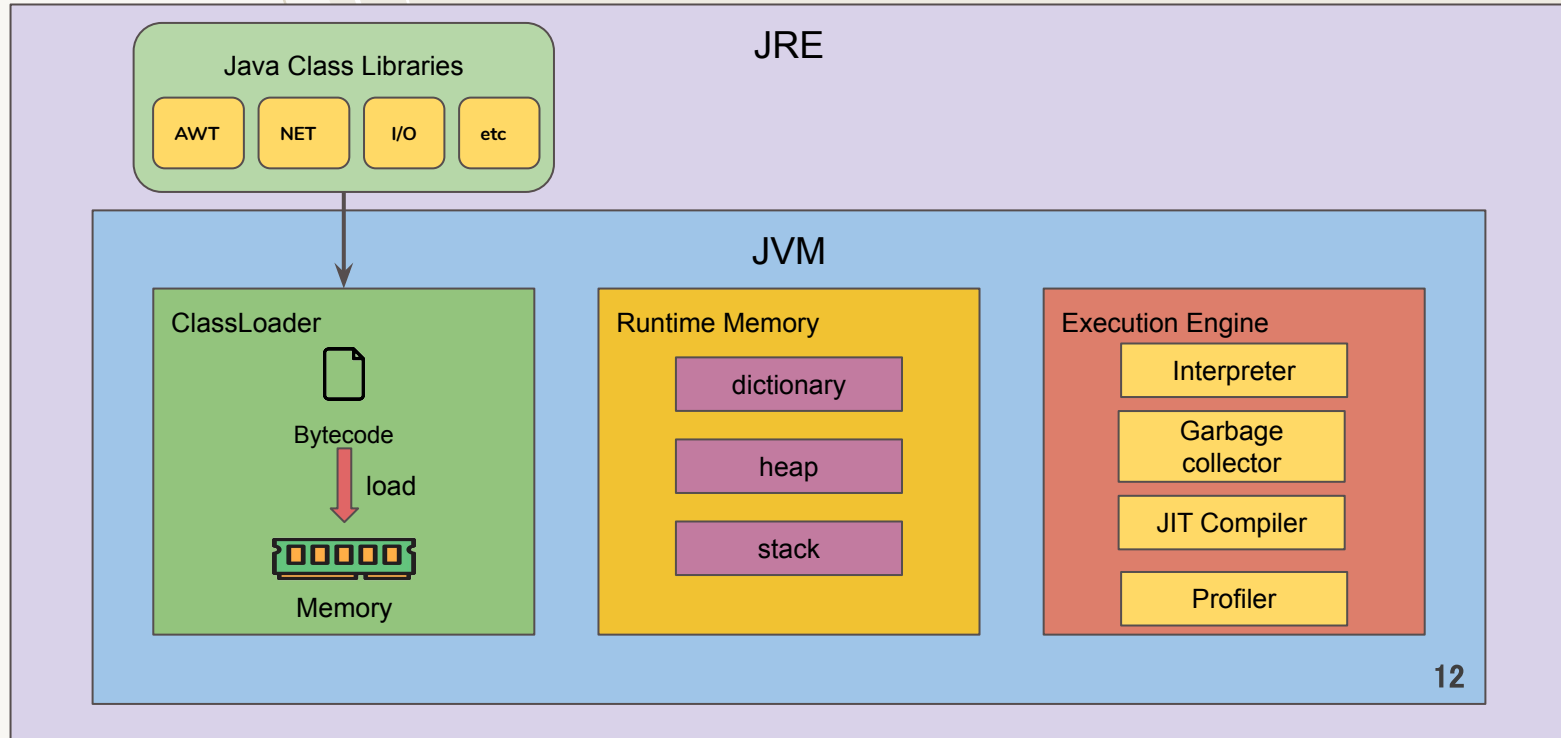 JRE
Java Class Libraries
AWT
NET
I/O
etc
JVM
ClassLoader
Bytecode
load
Memory
Runtime Memory
dictionary
heap
stack
Execution Engine
Interpreter
Garbage
collector
JIT Compiler
Profiler
12